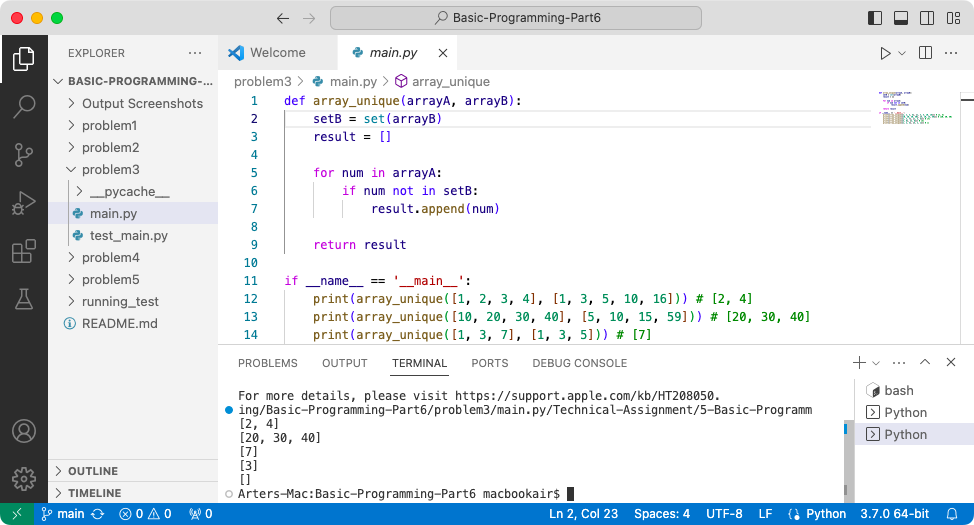 Basic-Programming-Part6
EXPLORER
BASIC-PROGRAMMING-...
Output Screenshots
problem1
problem2
problem3
__pycache__
main.py
test_main.py
problem4
problem5
running_test
README.md
OUTLINE
TIMELINE
Welcome
main.py
problem3 > main.py > array_unique
1 def array_unique(arrayA, arrayB):
2 setB = set(arrayB)
3 result = []
4
5 for num in arrayA:
6 if num not in setB:
7 result.append(num)
8
9 return result
10
11 if __name__ == '__main__':
12 print(array_unique([1, 2, 3, 4], [1, 3, 5, 10, 16])) # [2, 4]
13 print(array_unique([10, 20, 30, 40], [5, 10, 15, 59])) # [20, 30, 40]
14 print(array_unique([1, 3, 7], [1, 3, 5])) # [7]
PROBLEMS OUTPUT TERMINAL PORTS DEBUG CONSOLE
For more details, please visit https://support.apple.com/kb/HT208050.
ing/Basic-Programming-Part6/problem3/main.py/Technical-Assignment/5-Basic-Programm
[2, 4]
[20, 30, 40]
[7]
[3]
[]
Arters-Mac:Basic-Programming-Part6 macbookair$
bash
Python
Python
main 0 0 0 Ln 2, Col 23 Spaces: 4 UTF-8 LF Python 3.7.0 64-bit